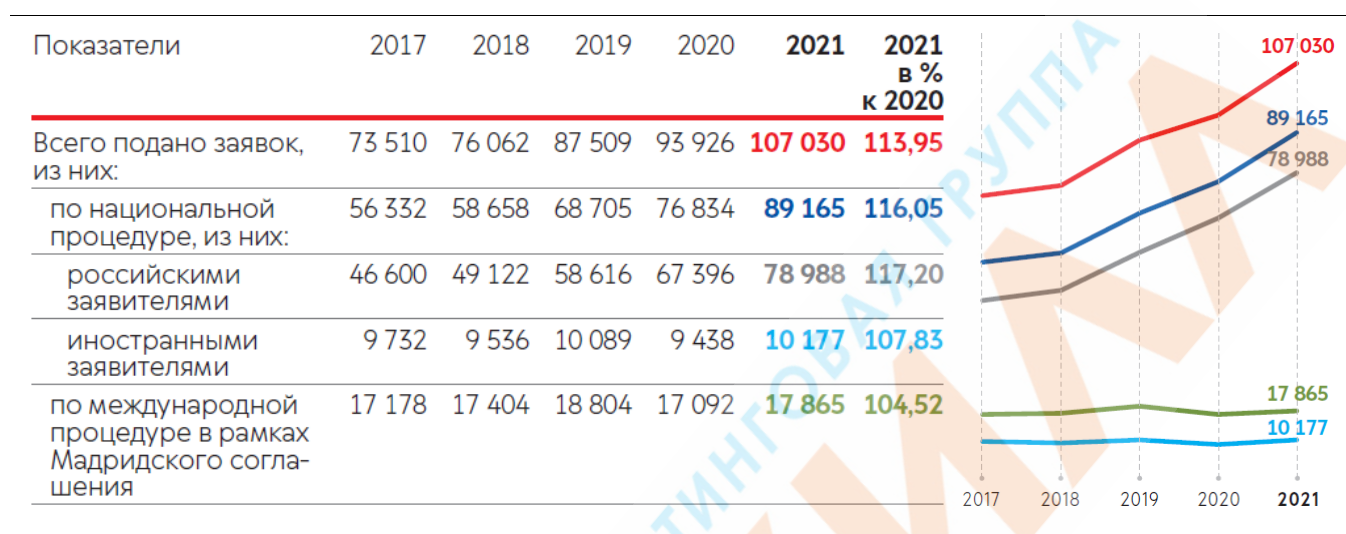 Показатели 2017 2018 2019 2020 2021 2021
в %
к 2020
Всего подано заявок, 73 510 76 062 87 509 93 926 107 030 113,95
из них:
по национальной 56 332 58 658 68 705 76 834 89 165 116,05
процедуре, из них:
российскими 46 600 49 122 58 616 67 396 78 988 117,20
заявителями
иностранными 9 732 9 536 10 089 9 438 10 177 107,83
заявителями
по международной 17 178 17 404 18 804 17 092 17 865 104,52
процедуре в рамках
Мадридского согла-
шения
107 030
89 165
78 988
17 865
10 177
2017 2018 2019 2020 2021
ГРУППА